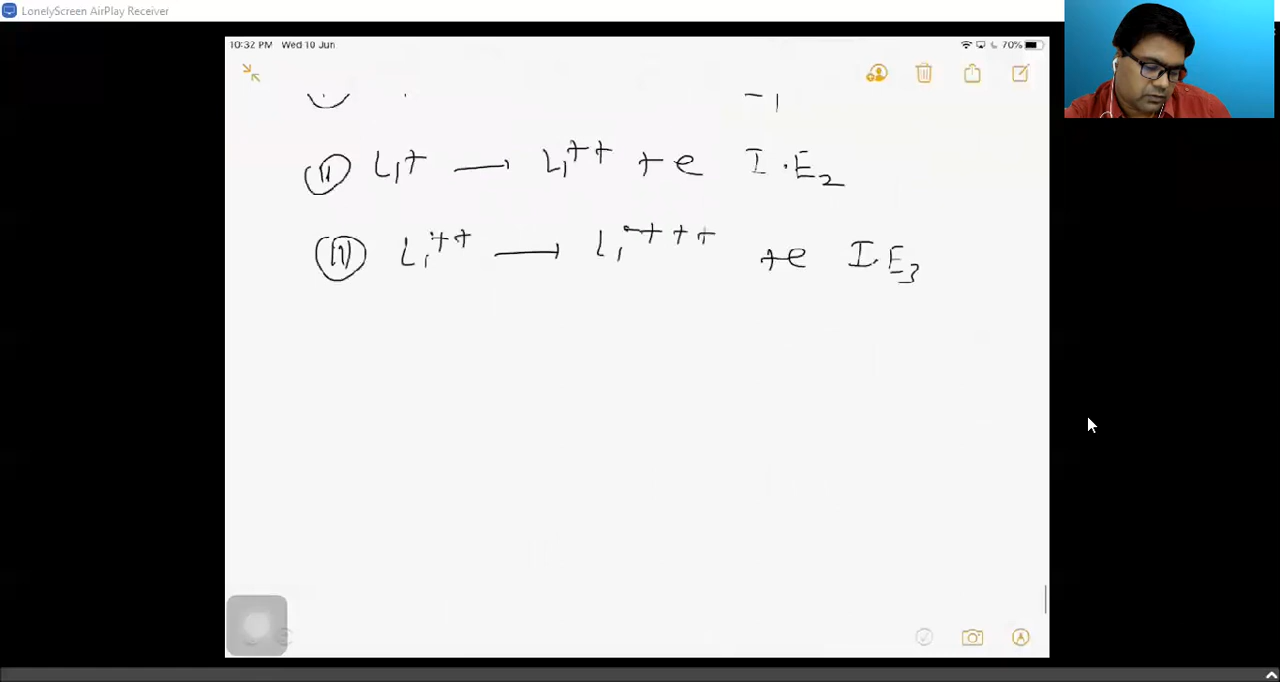 LonelyScreen AirPlay Receiver
10:32 PM Wed 10 Jun 70%
(II) Li+ → Li++ + e I.E2
(III) Li++ → Li+++ + e I.E3